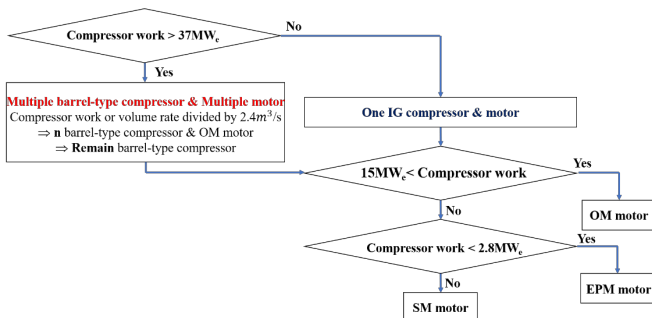 Compressor work > 37MWₑ
No
Yes
Multiple barrel-type compressor & Multiple motor
Compressor work or volume rate divided by 2.4m³/s
⇒ n barrel-type compressor & OM motor
⇒ Remain barrel-type compressor
One IG compressor & motor
15MWₑ< Compressor work
Yes
No
OM motor
Compressor work < 2.8MWₑ
Yes
No
EPM motor
SM motor